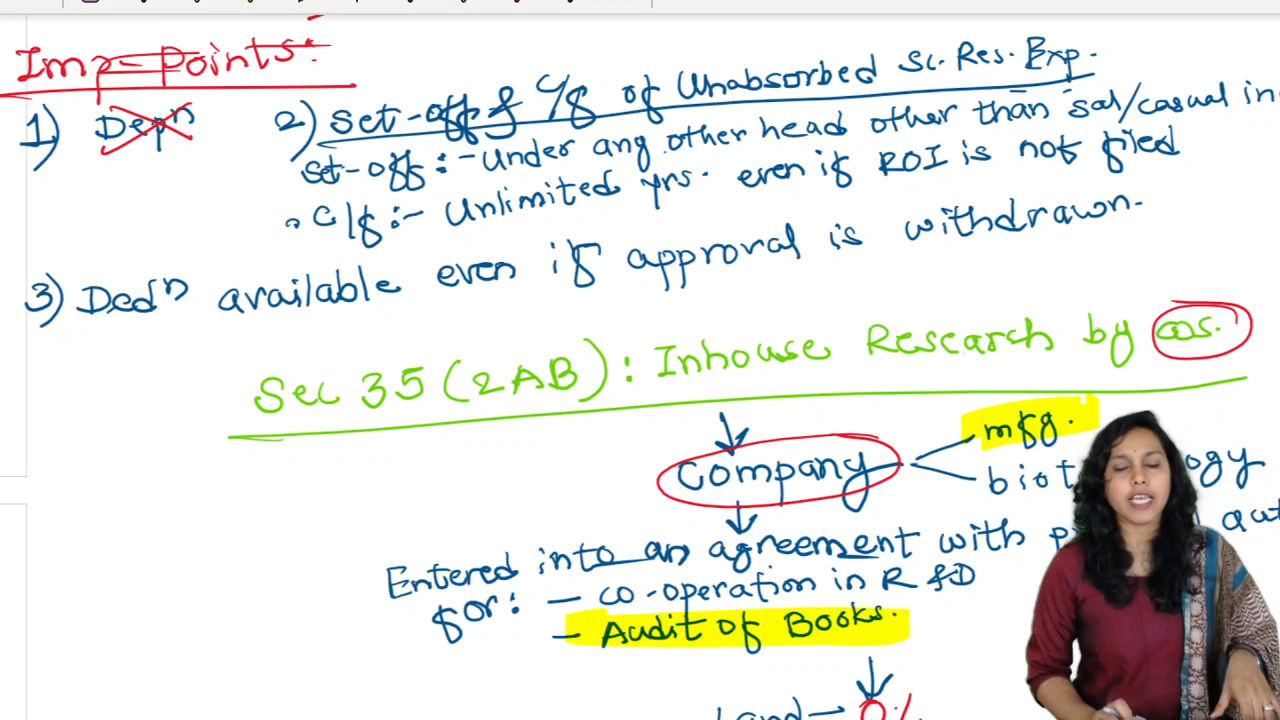 Imp-Points:
1) Depn
2) Set-off & C/f of Unabsorbed Sc. Res. Exp.
Set-off:- Under any other head other than sal/casual in
C/f:- Unlimited yrs. even if ROI is not filed
3) Dedn available even if approval is withdrawn.
Sec 35(2AB): Inhouse Research by cos.
Company
mfg.
Entered into an agreement with
for: - co-operation in R & D
- Audit of Books.
Land → 0%